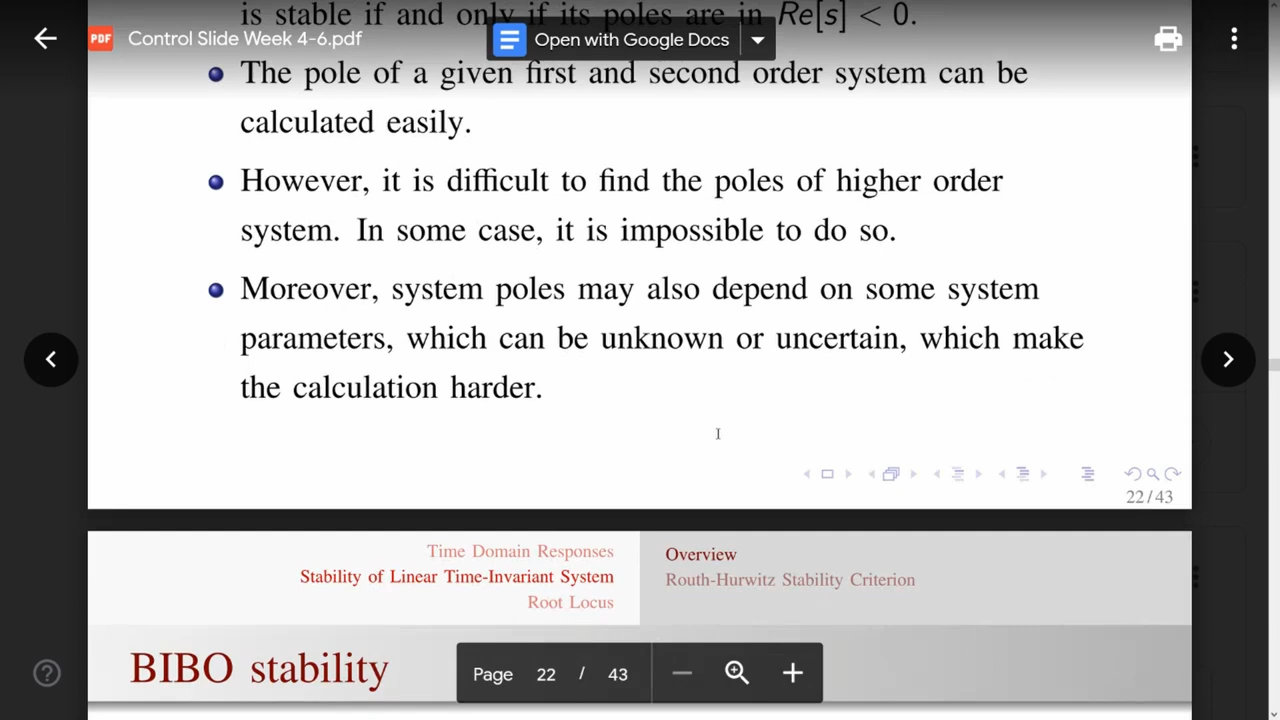 is stable if and only if its poles are in Re[s] < 0.
PDF Control Slide Week 4-6.pdf
Open with Google Docs
The pole of a given first and second order system can be
calculated easily.
However, it is difficult to find the poles of higher order
system. In some case, it is impossible to do so.
Moreover, system poles may also depend on some system
parameters, which can be unknown or uncertain, which make
the calculation harder.
22/43
Time Domain Responses
Stability of Linear Time-Invariant System
Root Locus
Overview
Routh-Hurwitz Stability Criterion
BIBO stability
Page 22 / 43